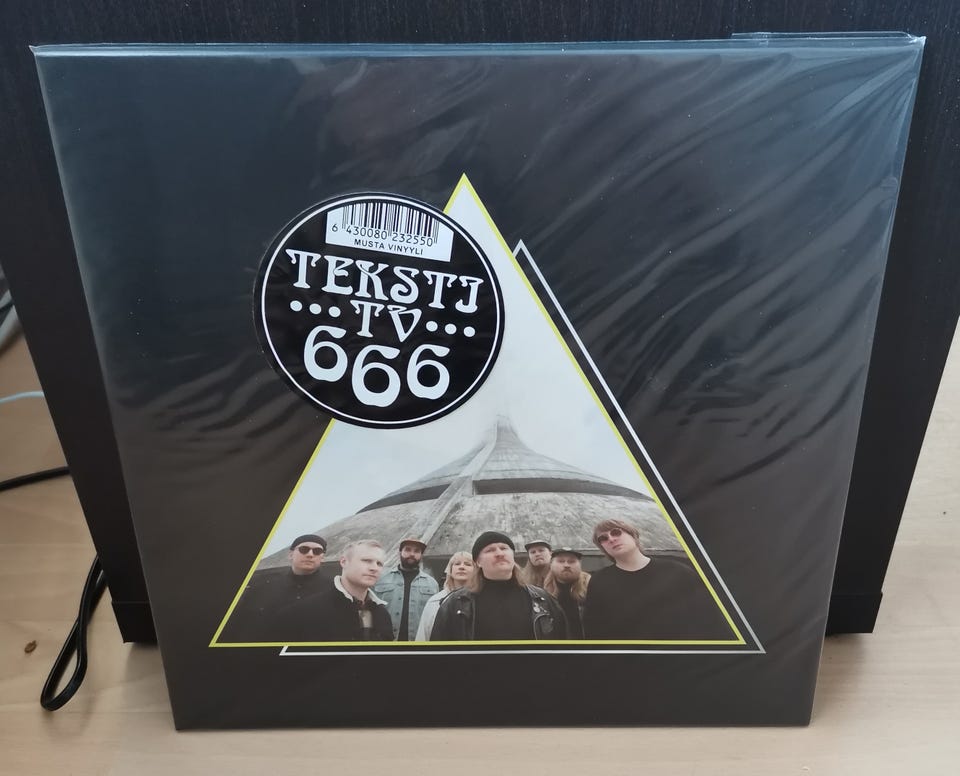 6 430080 232550
MUSTA VINYYLI
TEKSTI
...TV...
666